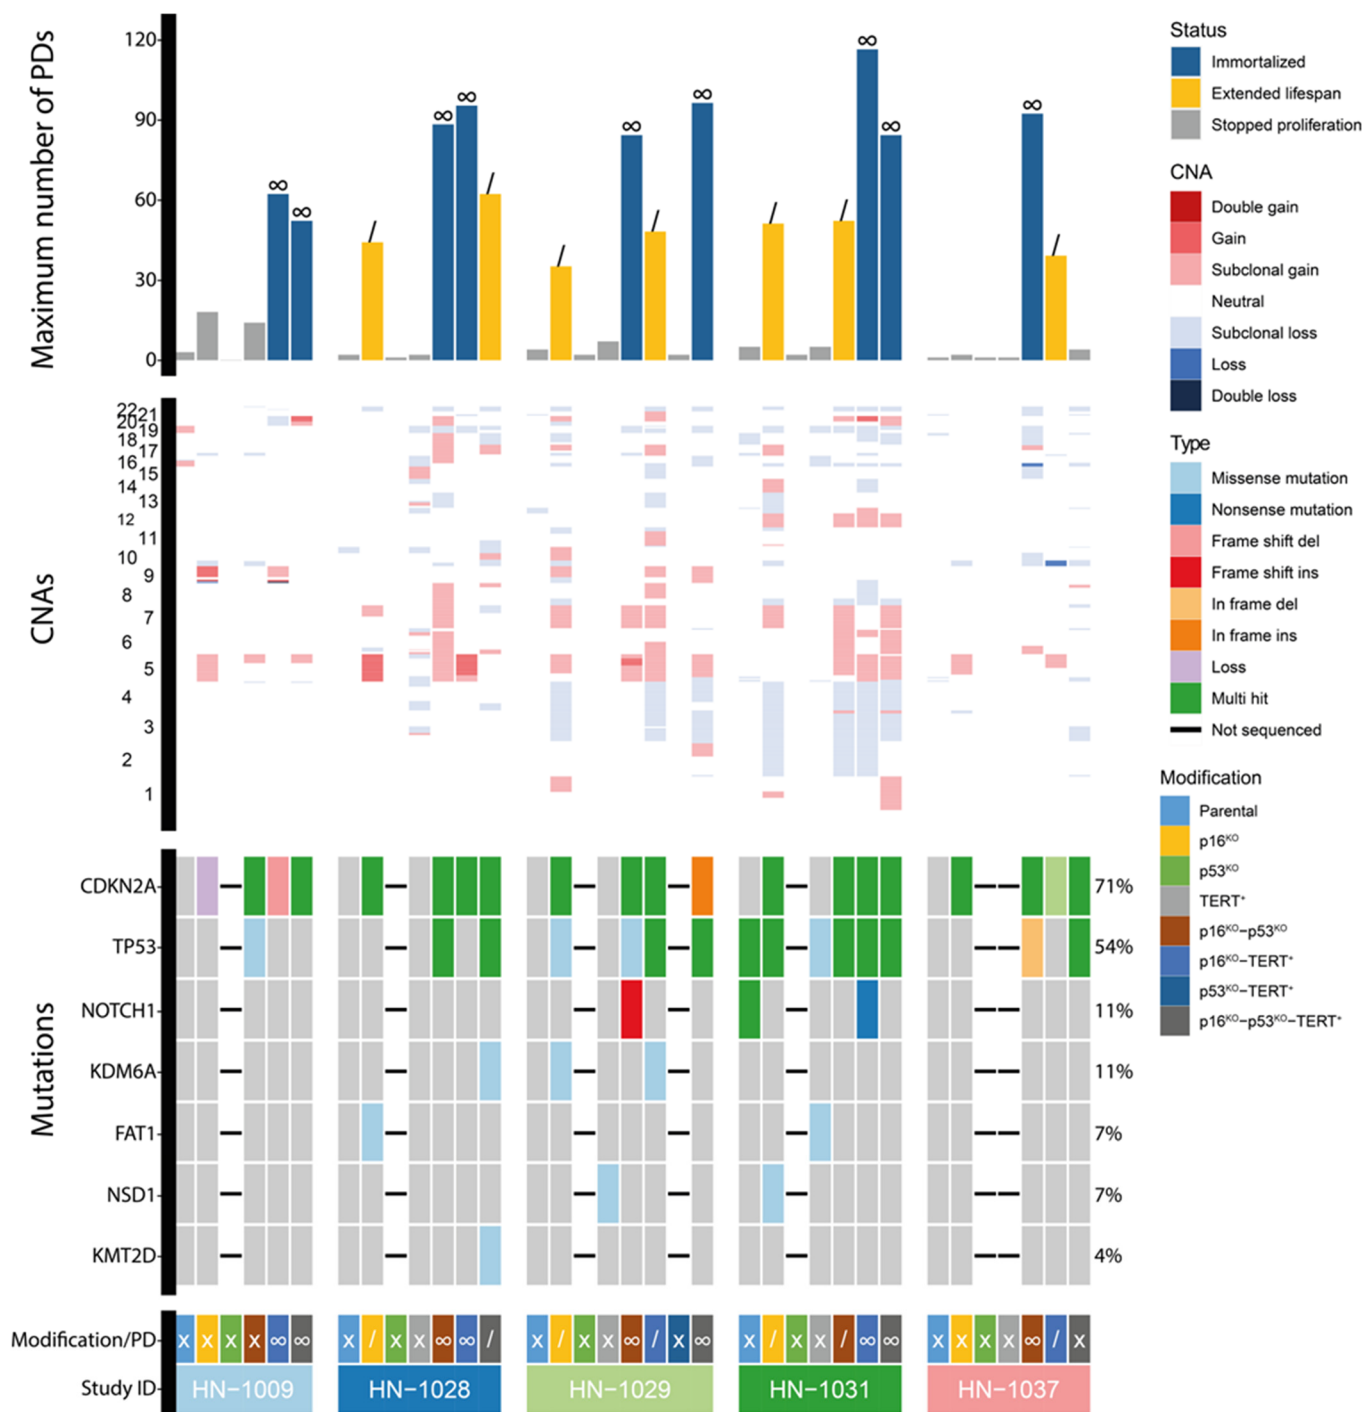 Maximum number of PDs
120
90
60
30
0
∞ ∞ / ∞ ∞ / / ∞ / ∞ / / ∞ ∞ ∞ /
Status
Immortalized
Extended lifespan
Stopped proliferation
CNA
Double gain
Gain
Subclonal gain
Neutral
Subclonal loss
Loss
Double loss
Type
Missense mutation
Nonsense mutation
Frame shift del
Frame shift ins
In frame del
In frame ins
Loss
Multi hit
Not sequenced
Modification
Parental
p16ᴷᴼ
p53ᴷᴼ
TERT⁺
p16ᴷᴼ–p53ᴷᴼ
p16ᴷᴼ–TERT⁺
p53ᴷᴼ–TERT⁺
p16ᴷᴼ–p53ᴷᴼ–TERT⁺
CNAs
22
21
20
19
18
17
16
15
14
13
12
11
10
9
8
7
6
5
4
3
2
1
Mutations
CDKN2A 71%
TP53 54%
NOTCH1 11%
KDM6A 11%
FAT1 7%
NSD1 7%
KMT2D 4%
Modification/PD X X X X ∞ ∞ X / X X ∞ ∞ / X / X X ∞ / X ∞ X / X X / ∞ ∞ X X X X ∞ / X
Study ID HN–1009 HN–1028 HN–1029 HN–1031 HN–1037